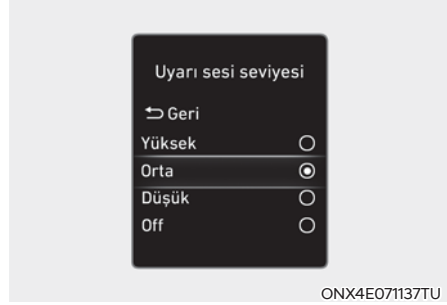 Uyarı sesi seviyesi
Geri
Yüksek
Orta
Düşük
Off
ONX4E071137TU